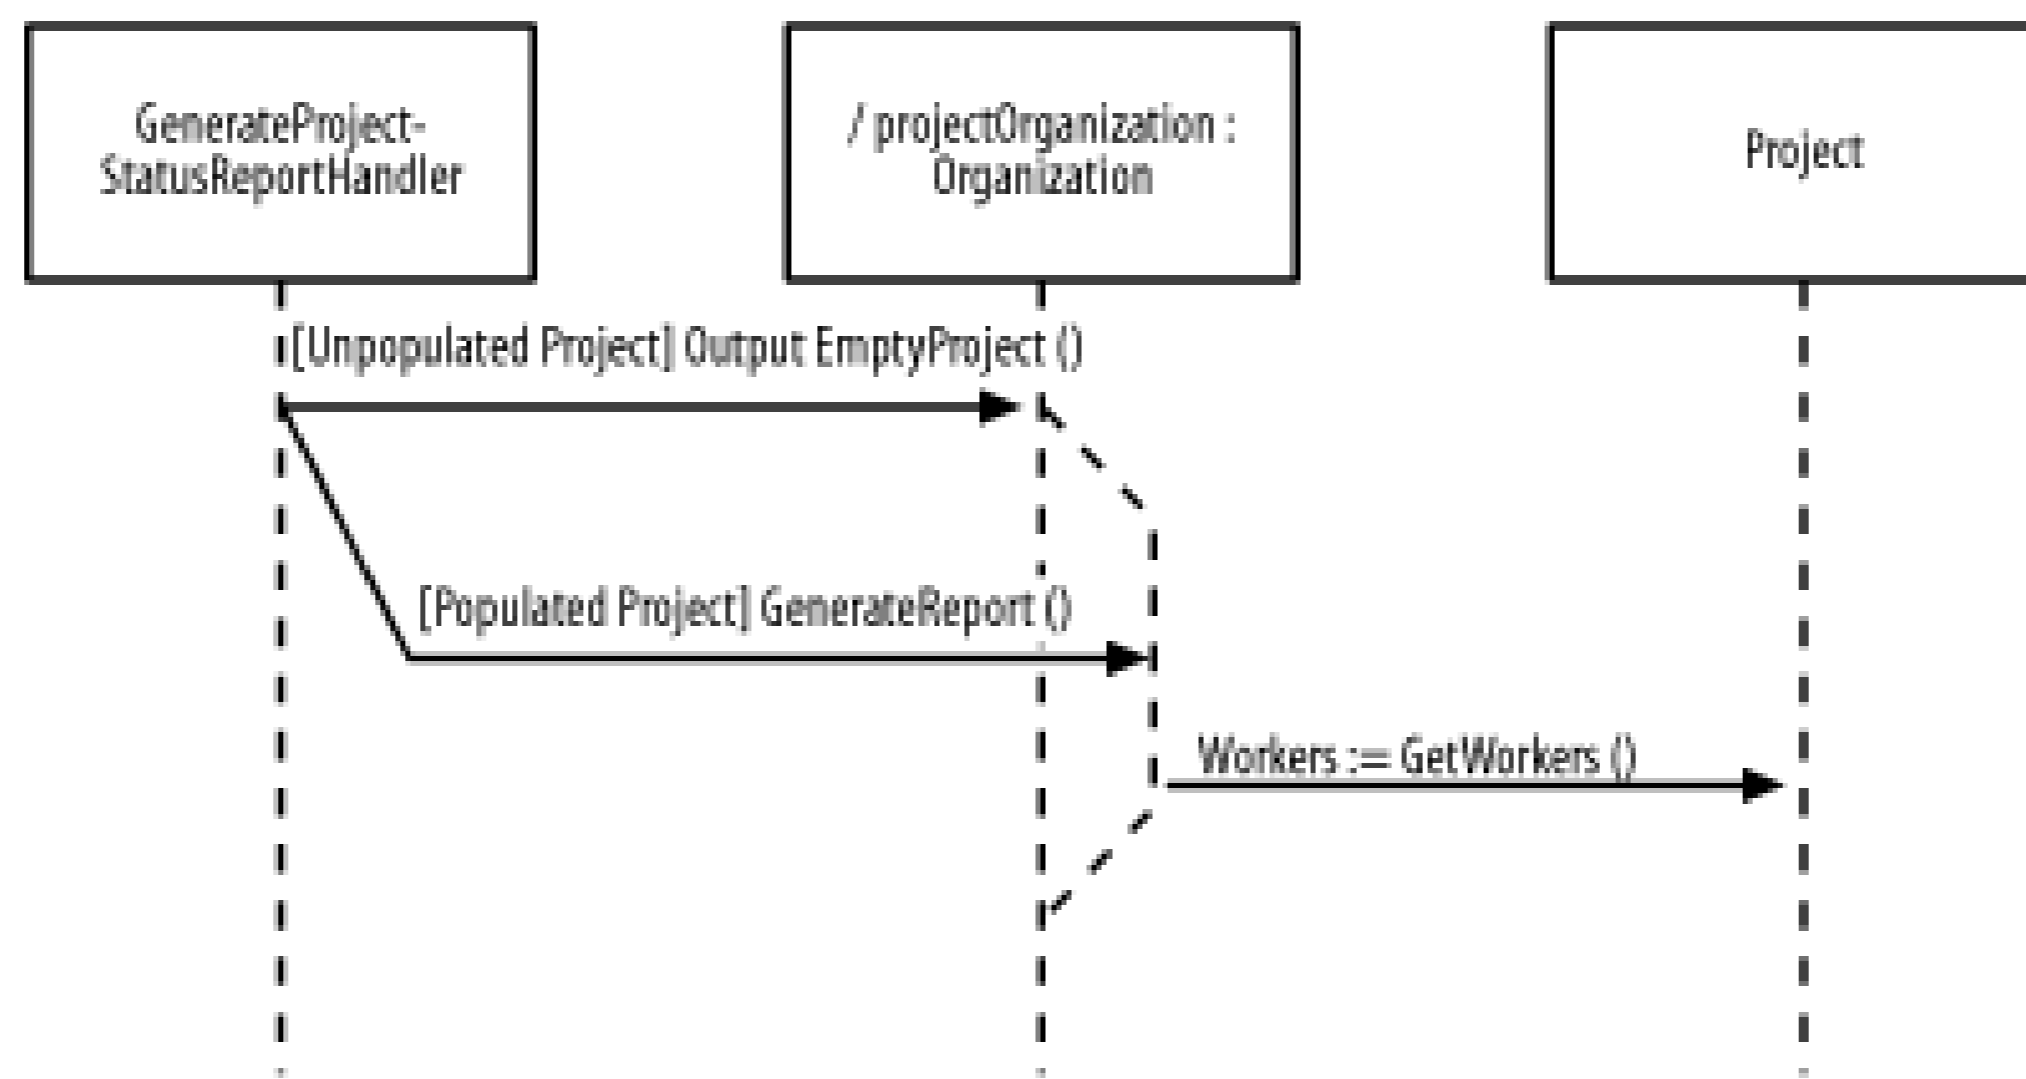 GenerateProject-
StatusReportHandler
/ projectOrganization :
Organization
Project
[Unpopulated Project] Output EmptyProject ()
[Populated Project] GenerateReport ()
Workers := GetWorkers ()